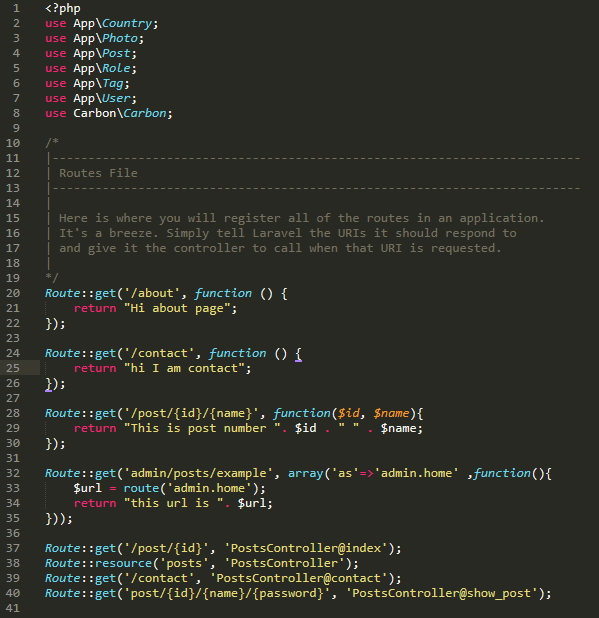 1 <?php
2 use App\Country;
3 use App\Photo;
4 use App\Post;
5 use App\Role;
6 use App\Tag;
7 use App\User;
8 use Carbon\Carbon;
9
10 /*
11 |--------------------------------------------------------------------------
12 | Routes File
13 |--------------------------------------------------------------------------
14 |
15 | Here is where you will register all of the routes in an application.
16 | It's a breeze. Simply tell Laravel the URIs it should respond to
17 | and give it the controller to call when that URI is requested.
18 |
19 */
20 Route::get('/about', function () {
21     return "Hi about page";
22 });
23
24 Route::get('/contact', function () {
25     return "hi I am contact";
26 });
27
28 Route::get('/post/{id}/{name}', function($id, $name){
29     return "This is post number ". $id . " " . $name;
30 });
31
32 Route::get('admin/posts/example', array('as'=>'admin.home' ,function(){
33     $url = route('admin.home');
34     return "this url is ". $url;
35 }));
36
37 Route::get('/post/{id}', 'PostsController@index');
38 Route::resource('posts', 'PostsController');
39 Route::get('/contact', 'PostsController@contact');
40 Route::get('post/{id}/{name}/{password}', 'PostsController@show_post');
41